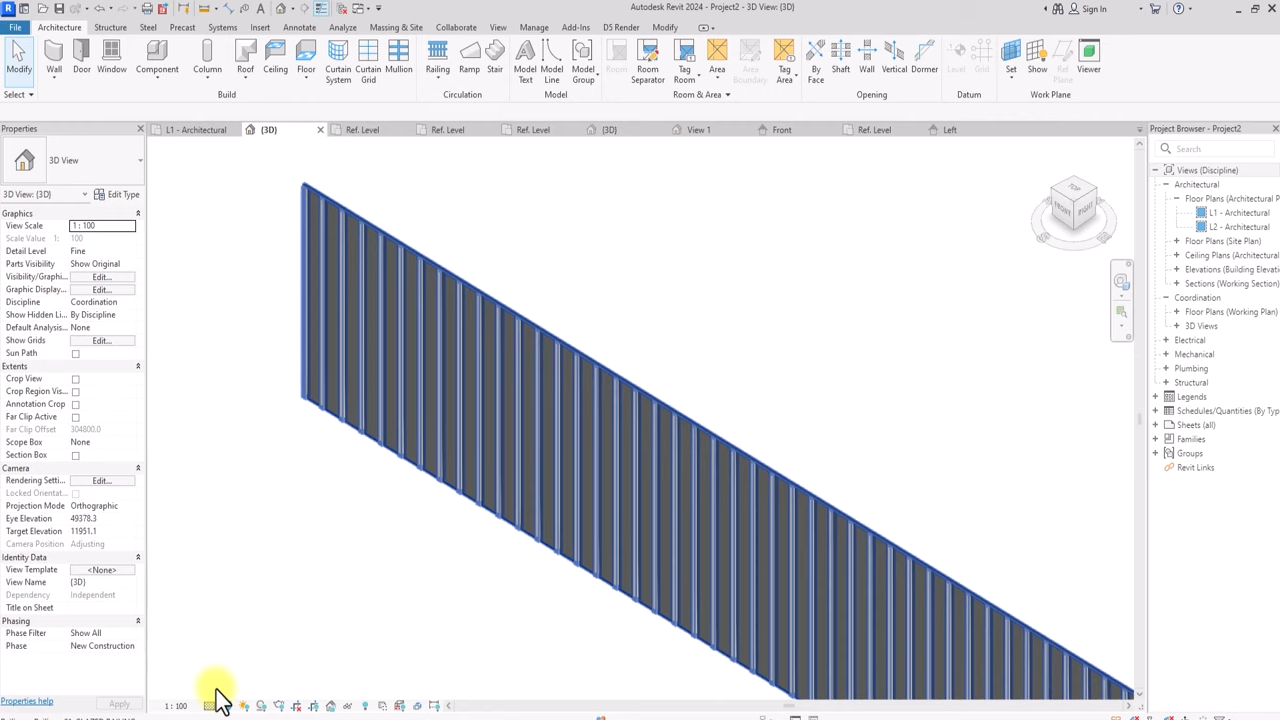 Autodesk Revit 2024 - Project2 - 3D View: {3D}
Sign In
File Architecture Structure Steel Precast Systems Insert Annotate Analyze Massing & Site Collaborate View Manage Add-Ins D5 Render Modify
Modify Wall Door Window Component Column Roof Ceiling Floor Curtain System Curtain Grid Mullion Railing Ramp Stair Model Text Model Line Model Group Room Room Separator Tag Room Area Area Boundary Tag Area By Face Shaft Wall Vertical Dormer Level Grid Set Show Ref Plane Viewer
Select Build Circulation Model Room & Area Opening Datum Work Plane
Properties
L1 - Architectural {3D} Ref. Level Ref. Level Ref. Level {3D} View 1 Front Ref. Level Left
Project Browser - Project2
3D View
Search
3D View: {3D} Edit Type
Graphics
View Scale 1 : 100
Scale Value 1: 100
Detail Level Fine
Parts Visibility Show Original
Visibility/Graphi... Edit...
Graphic Display... Edit...
Discipline Coordination
Show Hidden Li... By Discipline
Default Analysis... None
Show Grids Edit...
Sun Path
Extents
Crop View
Crop Region Vis...
Annotation Crop
Far Clip Active
Far Clip Offset 304800.0
Scope Box None
Section Box
Camera
Rendering Setti... Edit...
Locked Orientat...
Projection Mode Orthographic
Eye Elevation 49378.3
Target Elevation 11951.1
Camera Position Adjusting
Identity Data
View Template <None>
View Name {3D}
Dependency Independent
Title on Sheet
Phasing
Phase Filter Show All
Phase New Construction
Properties help Apply
TOP
FRONT RIGHT
Views (Discipline)
Architectural
Floor Plans (Architectural P
L1 - Architectural
L2 - Architectural
Floor Plans (Site Plan)
Ceiling Plans (Architectura
Elevations (Building Elevati
Sections (Working Section)
Coordination
Floor Plans (Working Plan)
3D Views
Electrical
Mechanical
Plumbing
Structural
Legends
Schedules/Quantities (By Typ
Sheets (all)
Families
Groups
Revit Links
1 : 100